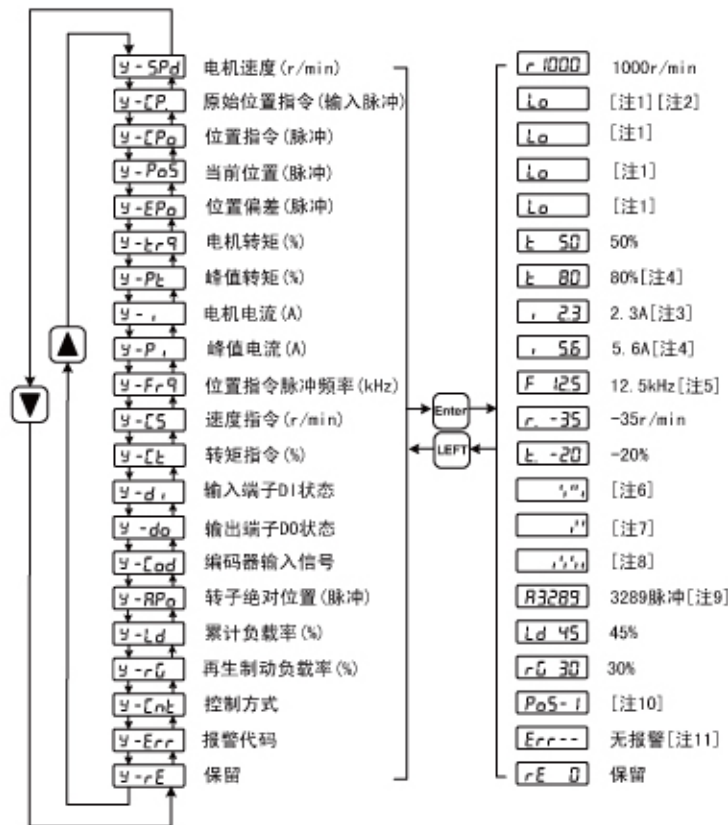 y-SPd 电机速度(r/min) r 1000 1000r/min
y-CP. 原始位置指令(输入脉冲) Lo [注1][注2]
y-CPo 位置指令(脉冲) Lo [注1]
y-PoS 当前位置(脉冲) Lo [注1]
y-EPo 位置偏差(脉冲) Lo [注1]
y-trq 电机转矩(%) t 50 50%
y-Pt 峰值转矩(%) t 80 80%[注4]
y-i 电机电流(A) i 2.3 2.3A[注3]
y-Pi 峰值电流(A) i 5.6 5.6A[注4]
y-Frq 位置指令脉冲频率(kHz) F 12.5 12.5kHz[注5]
y-CS 速度指令(r/min) r. -35 -35r/min
Enter
y-Ct 转矩指令(%) t. -20 -20%
LEFT
y-di 输入端子DI状态 [注6]
y-do 输出端子DO状态 [注7]
y-Cod 编码器输入信号 [注8]
y-APo 转子绝对位置(脉冲) A3289 3289脉冲[注9]
y-Ld 累计负载率(%) Ld 45 45%
y-rG 再生制动负载率(%) rG 30 30%
y-Cnt 控制方式 PoS-1 [注10]
y-Err 报警代码 Err-- 无报警[注11]
y-rE 保留 rE 0 保留